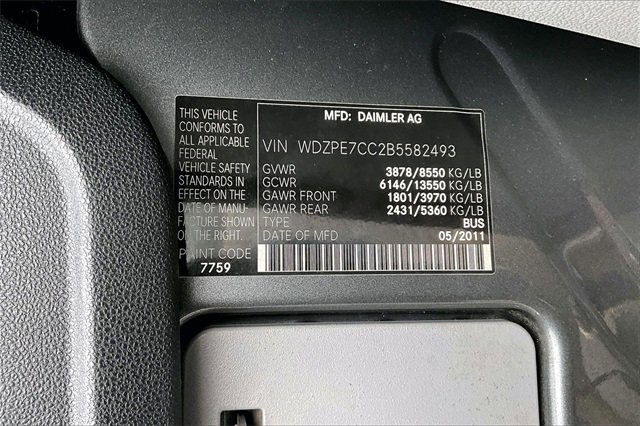 THIS VEHICLE
CONFORMS TO
ALL APPLICABLE
FEDERAL
VEHICLE SAFETY
STANDARDS IN
EFFECT ON THE
DATE OF MANU-
FACTURE SHOWN
ON THE RIGHT.
PAINT CODE
7759
MFD: DAIMLER AG
VIN WDZPE7CC2B5582493
GVWR 3878/8550 KG/LB
GCWR 6146/13550 KG/LB
GAWR FRONT 1801/3970 KG/LB
GAWR REAR 2431/5360 KG/LB
TYPE BUS
DATE OF MFD 05/2011